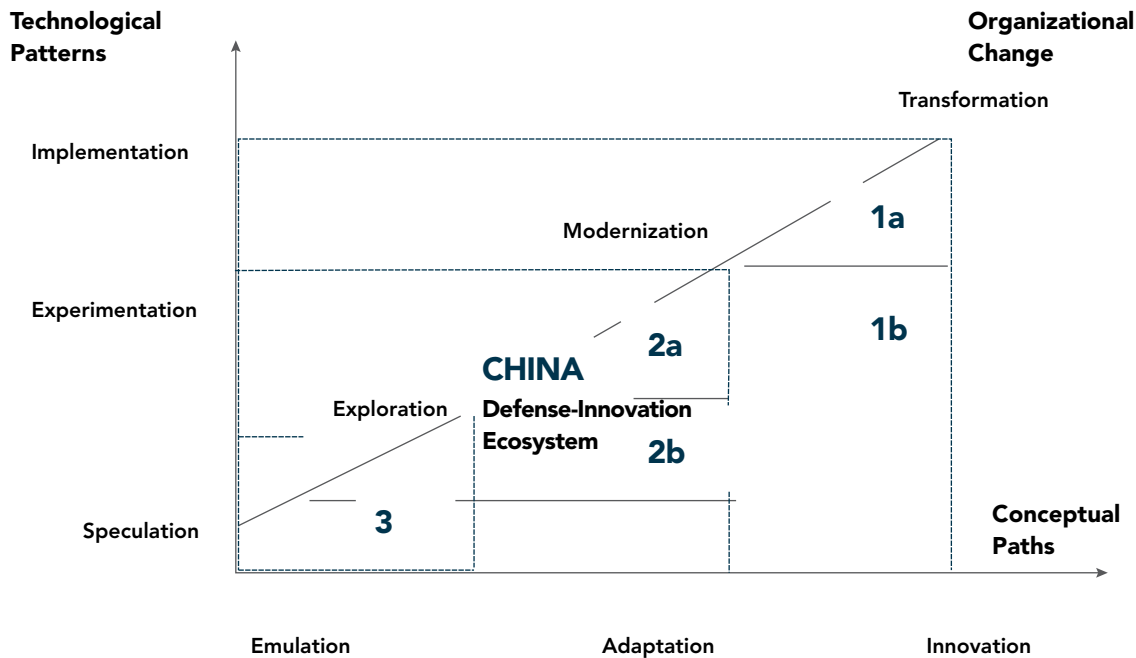 Technological
Patterns
Organizational
Change
Transformation
Implementation
1a
Modernization
Experimentation
1b
2a
CHINA
Exploration
Defense-Innovation
Ecosystem
2b
3
Speculation
Conceptual
Paths
Emulation
Adaptation
Innovation